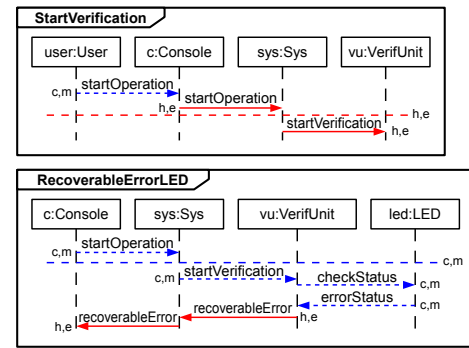 StartVerification
user:User c:Console sys:Sys vu:VerifUnit
startOperation
c,m
startOperation
h,e
h,e
startVerification
h,e
RecoverableErrorLED
c:Console sys:Sys vu:VerifUnit led:LED
startOperation
c,m
c,m
startVerification
c,m
checkStatus
c,m
errorStatus
c,m
recoverableError
h,e
recoverableError
h,e